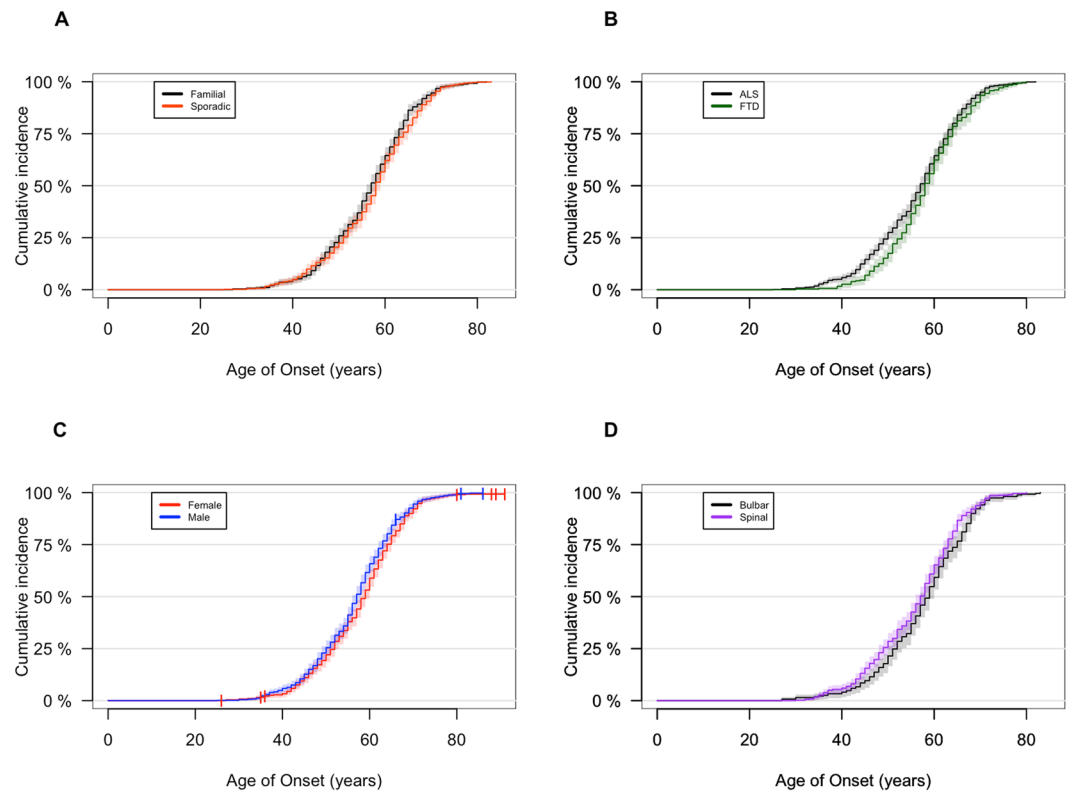 A
Familial
Sporadic
100 %
75 %
50 %
25 %
0 %
Cumulative incidence
0 20 40 60 80
Age of Onset (years)
B
ALS
FTD
100 %
75 %
50 %
25 %
0 %
Cumulative incidence
0 20 40 60 80
Age of Onset (years)
C
Female
Male
100 %
75 %
50 %
25 %
0 %
Cumulative incidence
0 20 40 60 80
Age of Onset (years)
D
Bulbar
Spinal
100 %
75 %
50 %
25 %
0 %
Cumulative incidence
0 20 40 60 80
Age of Onset (years)